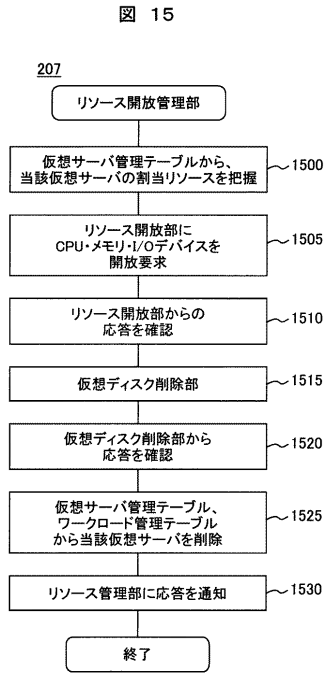 図 15
207
リソース開放管理部
仮想サーバ管理テーブルから、
当該仮想サーバの割当リソースを把握
1500
リソース開放部に
CPU・メモリ・I/Oデバイスを
開放要求
1505
リソース開放部からの
応答を確認
1510
仮想ディスク削除部
1515
仮想ディスク削除部から
応答を確認
1520
仮想サーバ管理テーブル、
ワークロード管理テーブル
から当該仮想サーバを削除
1525
リソース管理部に応答を通知
1530
終了